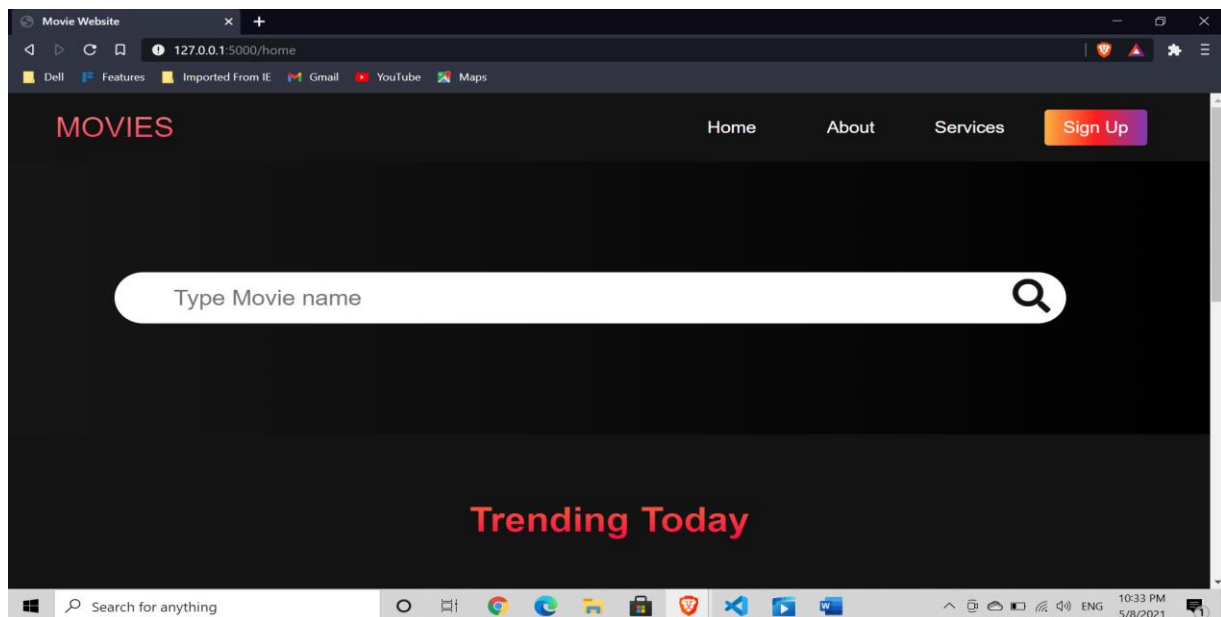 Movie Website
127.0.0.1:5000/home
Dell Features Imported From IE Gmail YouTube Maps
MOVIES Home About Services Sign Up
Type Movie name
Trending Today
Search for anything ENG 10:33 PM
5/8/2021